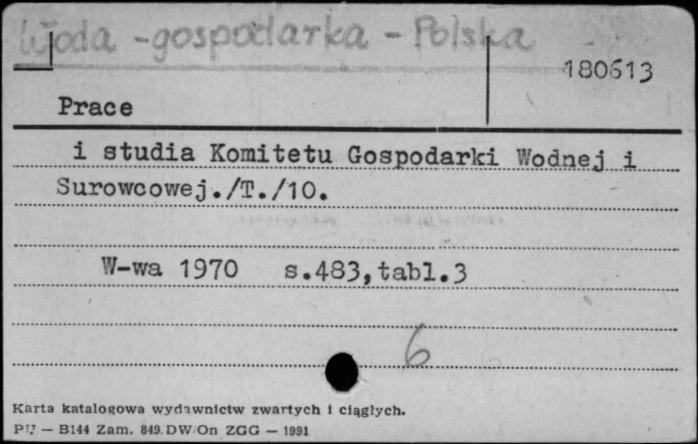 Woda - gospodarka - Polska
180613
Prace
i studia Komitetu Gospodarki Wodnej i
Surowcowej./T./10.
W-wa 1970 s.483,tabl.3
6
Karta katalogowa wydawnictw zwartych i ciągłych.
PU — B144 Zam. 849. DW/On ZGG — 1991